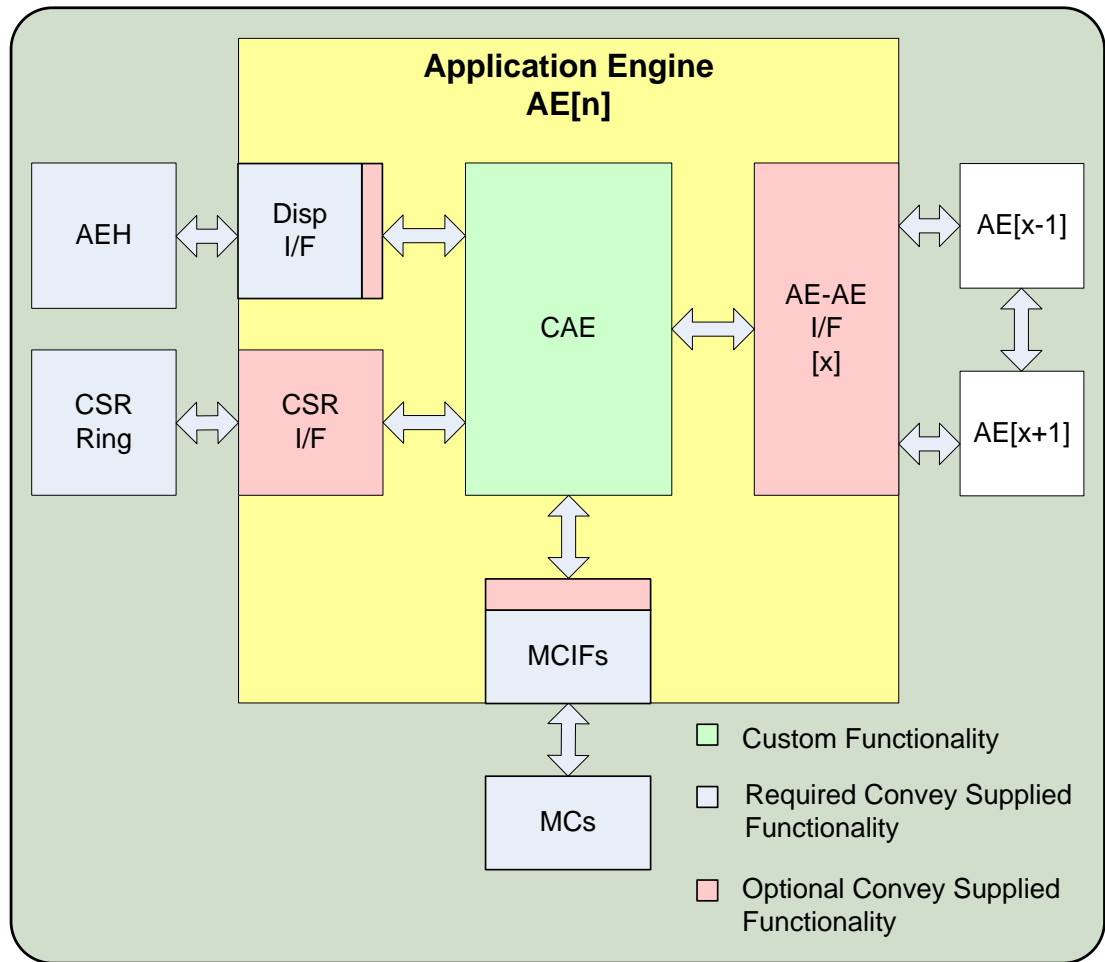 Application Engine
AE[n]
AEH
Disp
I/F
CAE
AE-AE
I/F
[x]
AE[x-1]
CSR
Ring
CSR
I/F
AE[x+1]
MCIFs
MCs
Custom Functionality
Required Convey Supplied
Functionality
Optional Convey Supplied
Functionality